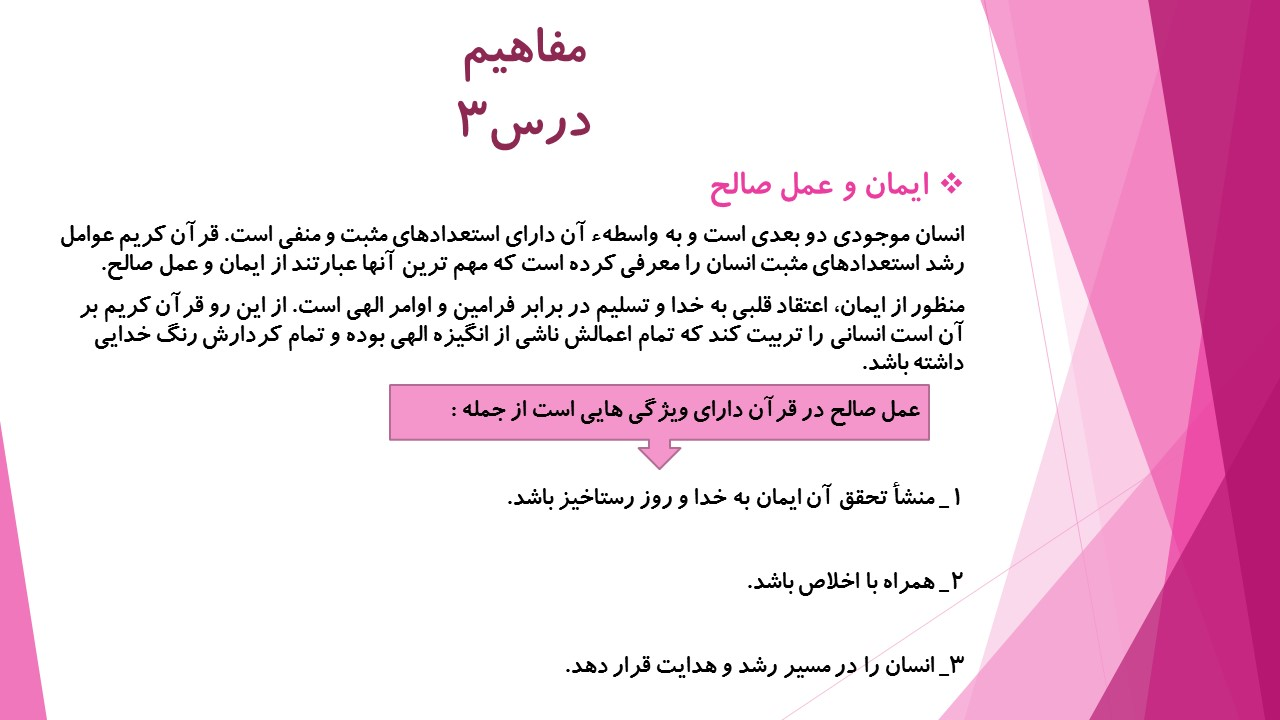 مفاهیم
درس۳
❖ ایمان و عمل صالح
انسان موجودی دو بعدی است و به واسطهء آن دارای استعدادهای مثبت و منفی است. قرآن کریم عوامل
رشد استعدادهای مثبت انسان را معرفی کرده است که مهم ترین آنها عبارتند از ایمان و عمل صالح.
منظور از ایمان، اعتقاد قلبی به خدا و تسلیم در برابر فرامین و اوامر الهی است. از این رو قرآن کریم بر
آن است انسانی را تربیت کند که تمام اعمالش ناشی از انگیزه الهی بوده و تمام کردارش رنگ خدایی
داشته باشد.
عمل صالح در قرآن دارای ویژگی هایی است از جمله :
۱_ منشأ تحقق آن ایمان به خدا و روز رستاخیز باشد.
۲_ همراه با اخلاص باشد.
۳_ انسان را در مسیر رشد و هدایت قرار دهد.